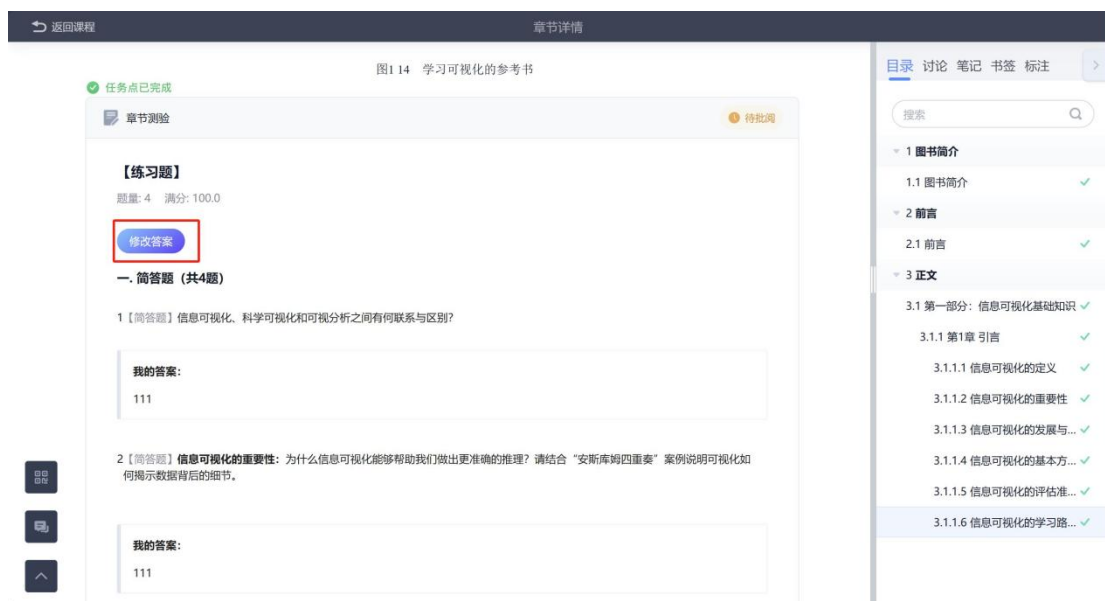 返回课程
章节详情
图1 14 学习可视化的参考书
任务点已完成
章节测验
待批阅
【练习题】
题量: 4 满分: 100.0
修改答案
一. 简答题（共4题）
1【简答题】信息可视化、科学可视化和可视分析之间有何联系与区别?
我的答案:
111
2【简答题】信息可视化的重要性：为什么信息可视化能够帮助我们做出更准确的推理？请结合“安斯库姆四重奏”案例说明可视化如
何揭示数据背后的细节。
我的答案:
111
目录 讨论 笔记 书签 标注
搜索
1 图书简介
1.1 图书简介
2 前言
2.1 前言
3 正文
3.1 第一部分：信息可视化基础知识
3.1.1 第1章 引言
3.1.1.1 信息可视化的定义
3.1.1.2 信息可视化的重要性
3.1.1.3 信息可视化的发展与...
3.1.1.4 信息可视化的基本方...
3.1.1.5 信息可视化的评估准...
3.1.1.6 信息可视化的学习路...